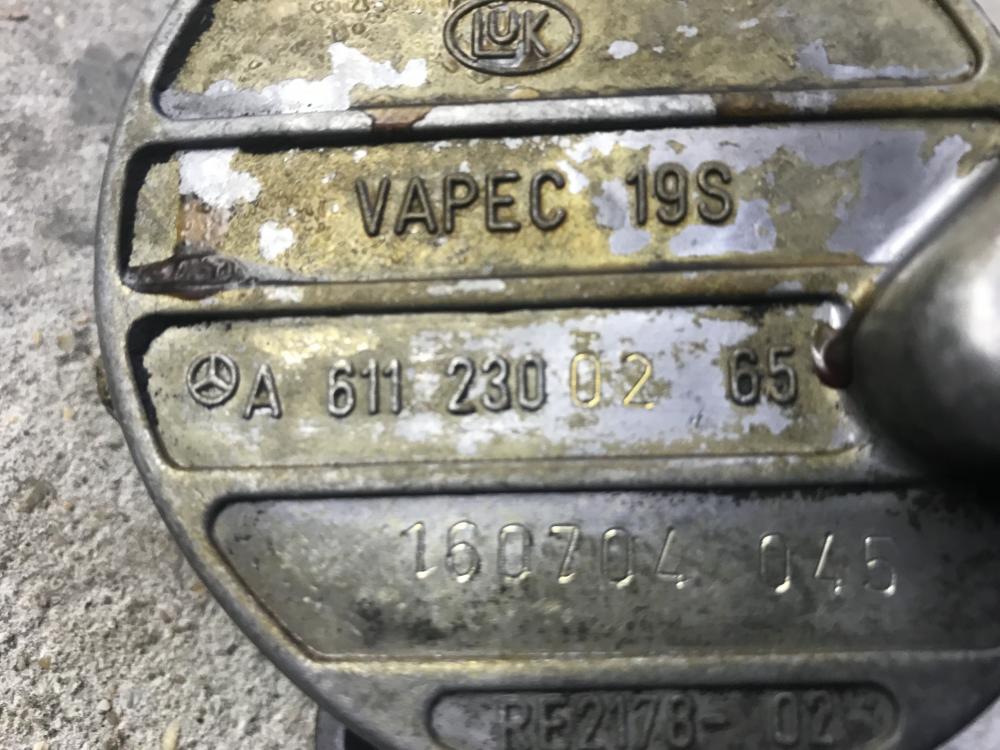 LUK
VAPEC 19S
A 611 230 02 65
160704 045
RE2178- 02